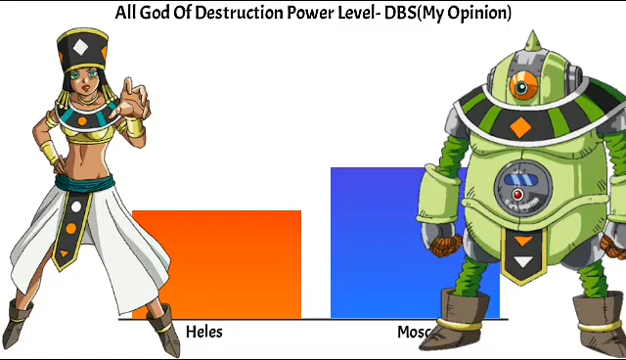 All God Of Destruction Power Level- DBS(My Opinion)
Heles
Mosc